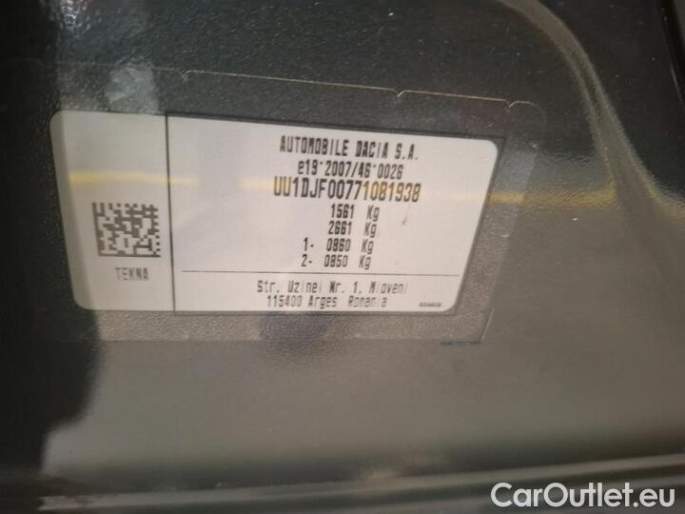 AUTOMOBILE DACIA S.A.
e19*2007/46*0026
UU1DJF00771081938
1561 Kg
2661 Kg
1- 0860 Kg
2- 0850 Kg
TEKNA
Str. Uzinei Nr. 1, Mioveni
115400 Arges Romania
CarOutlet.eu